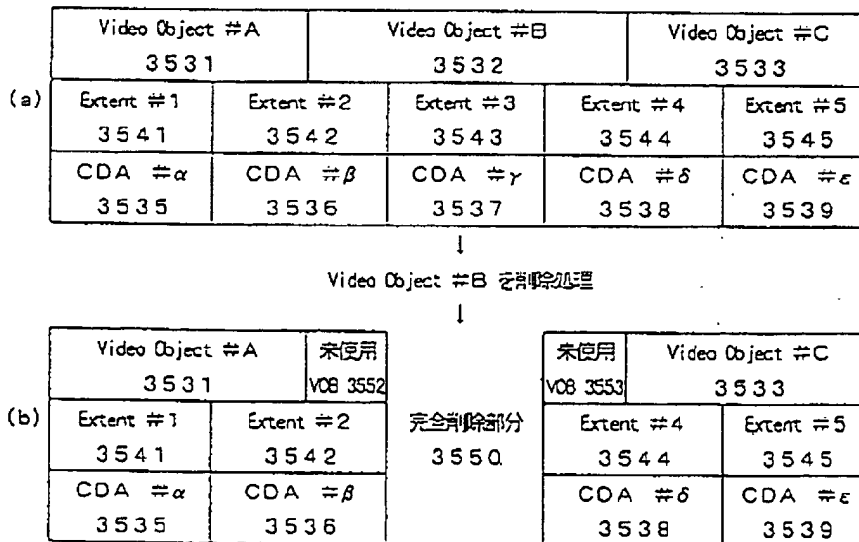 Video Object #A Video Object #B Video Object #C
3531 3532 3533
(a) Extent #1 Extent #2 Extent #3 Extent #4 Extent #5
3541 3542 3543 3544 3545
CDA #α CDA #β CDA #γ CDA #δ CDA #ε
3535 3536 3537 3538 3539
↓
Video Object #B を削除処理
↓
Video Object #A 未使用 未使用 Video Object #C
3531 VOB 3552 VOB 3553 3533
(b) Extent #1 Extent #2 完全削除部分 Extent #4 Extent #5
3541 3542 3550 3544 3545
CDA #α CDA #β CDA #δ CDA #ε
3535 3536 3538 3539